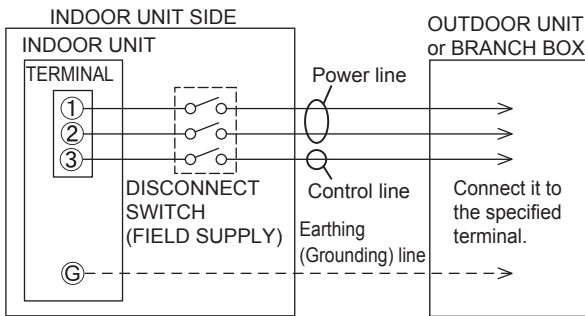 INDOOR UNIT SIDE
INDOOR UNIT
TERMINAL
①
②
③
Ⓖ
DISCONNECT
SWITCH
(FIELD SUPPLY)
Power line
Control line
Earthing
(Grounding) line
OUTDOOR UNIT
or BRANCH BOX
Connect it to
the specified
terminal.